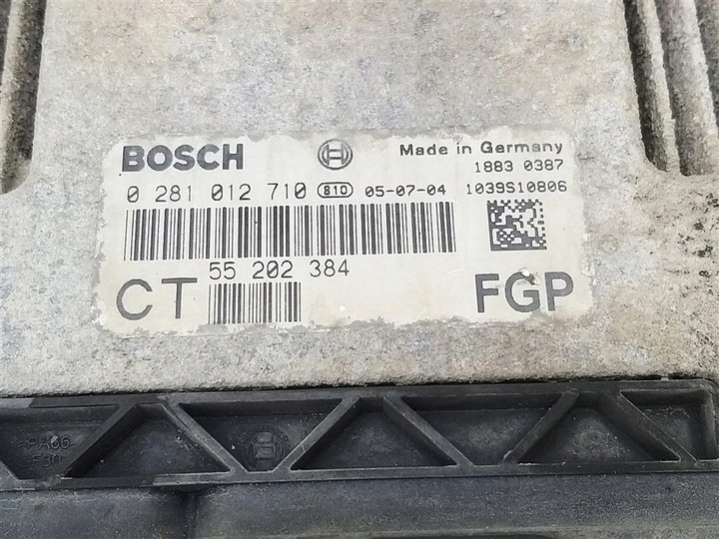 BOSCH Made in Germany
1883 0387
0 281 012 710 810 05-07-04 1039S10806
55 202 384
CT FGP